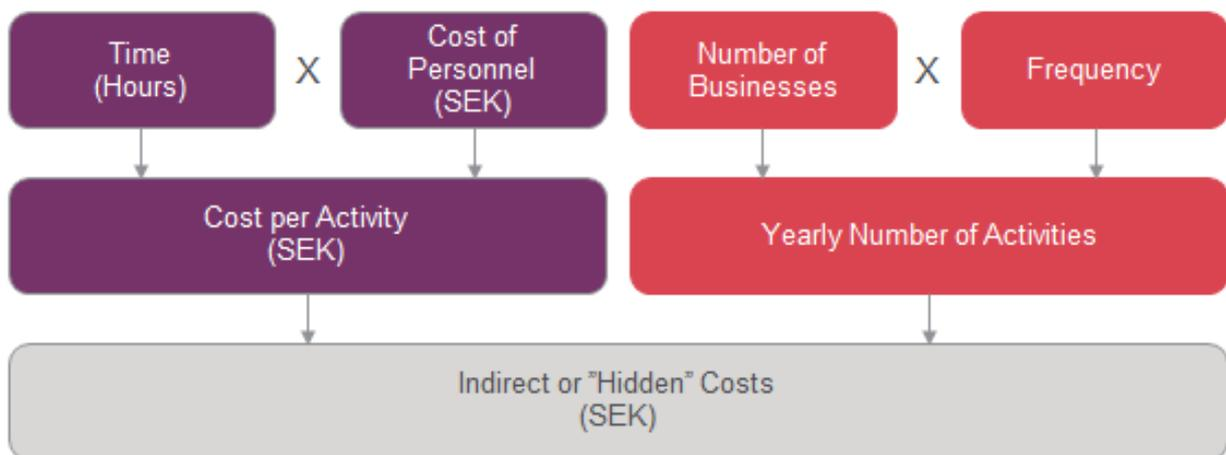 Time
(Hours)
X
Cost of
Personnel
(SEK)
Number of
Businesses
X
Frequency
Cost per Activity
(SEK)
Yearly Number of Activities
Indirect or ”Hidden” Costs
(SEK)